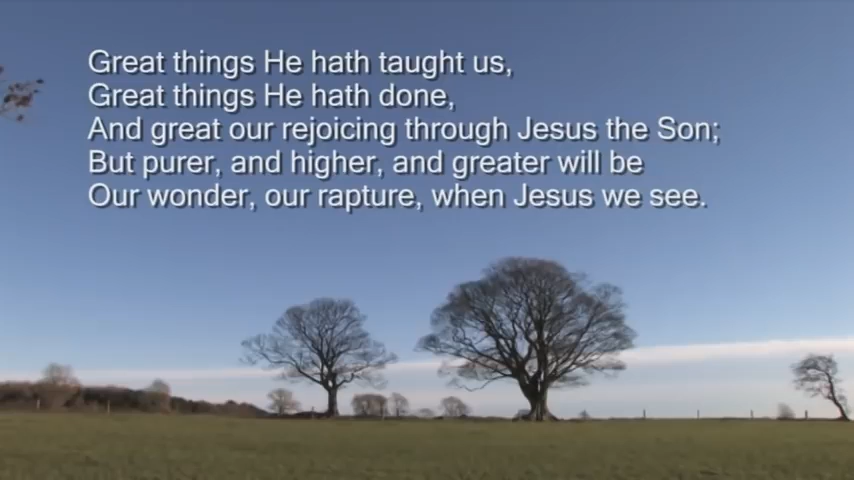 Great things He hath taught us,
Great things He hath done,
And great our rejoicing through Jesus the Son;
But purer, and higher, and greater will be
Our wonder, our rapture, when Jesus we see.